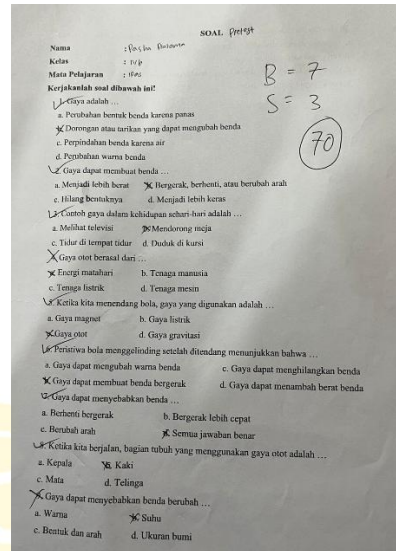 SOAL Pretest
Nama :
Kelas : IV B
Mata Pelajaran : IPAS
B = 7
S = 3
70
Kerjakanlah soal dibawah ini!
1. Gaya adalah …
a. Perubahan bentuk benda karena panas
b. Dorongan atau tarikan yang dapat mengubah benda
c. Perpindahan benda karena air
d. Perubahan warna benda
2. Gaya dapat membuat benda …
a. Menjadi lebih berat b. Bergerak, berhenti, atau berubah arah
c. Hilang bentuknya d. Menjadi lebih keras
3. Contoh gaya dalam kehidupan sehari-hari adalah …
a. Melihat televisi b. Mendorong meja
c. Tidur di tempat tidur d. Duduk di kursi
4. Gaya otot berasal dari …
a. Energi matahari b. Tenaga manusia
c. Tenaga listrik d. Tenaga mesin
5. Ketika kita menendang bola, gaya yang digunakan adalah …
a. Gaya magnet b. Gaya listrik
c. Gaya otot d. Gaya gravitasi
6. Peristiwa bola menggelinding setelah ditendang menunjukkan bahwa …
a. Gaya dapat mengubah warna benda c. Gaya dapat menghilangkan benda
b. Gaya dapat membuat benda bergerak d. Gaya dapat menambah berat benda
7. Gaya dapat menyebabkan benda …
a. Berhenti bergerak b. Bergerak lebih cepat
c. Berubah arah d. Semua jawaban benar
8. Ketika kita berjalan, bagian tubuh yang menggunakan gaya otot adalah …
a. Kepala b. Kaki
c. Mata d. Telinga
9. Gaya dapat menyebabkan benda berubah …
a. Warna b. Suhu
c. Bentuk dan arah d. Ukuran bumi